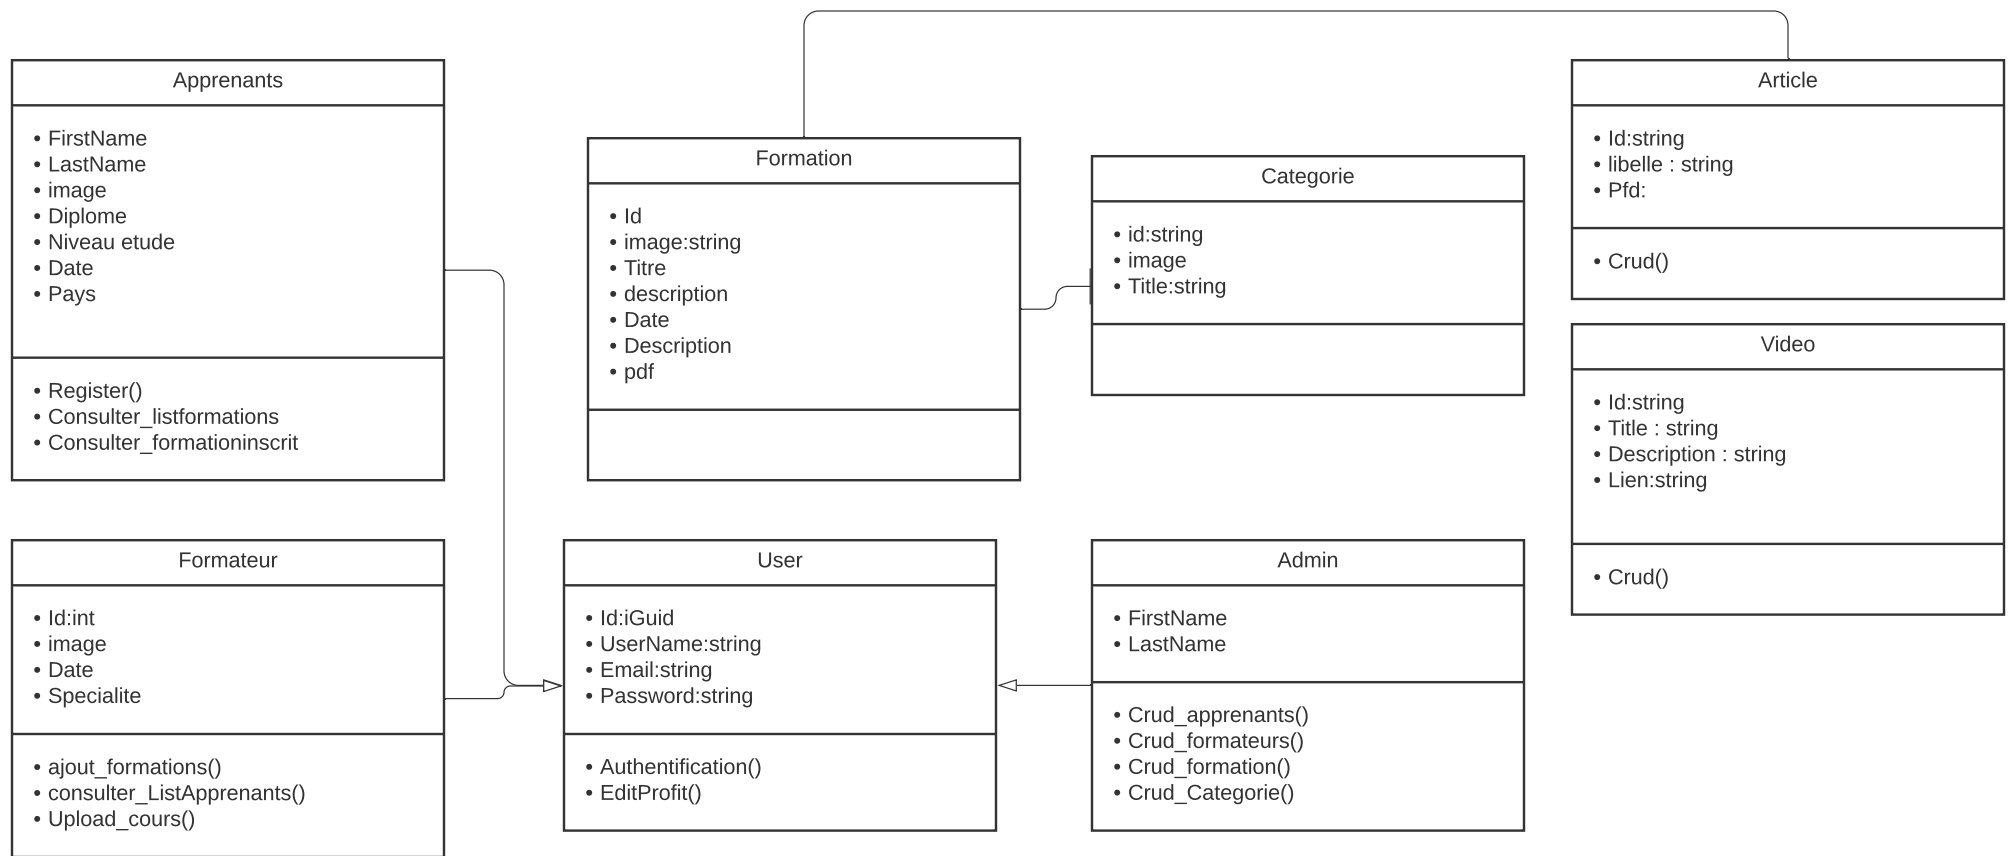 Apprenants
• FirstName
• LastName
• image
• Diplome
• Niveau etude
• Date
• Pays
• Register()
• Consulter_listformations
• Consulter_formationinscrit
Formation
• Id
• image:string
• Titre
• description
• Date
• Description
• pdf
Categorie
• id:string
• image
• Title:string
Article
• Id:string
• libelle : string
• Pfd:
• Crud()
Video
• Id:string
• Title : string
• Description : string
• Lien:string
• Crud()
Formateur
• Id:int
• image
• Date
• Specialite
• ajout_formations()
• consulter_ListApprenants()
• Upload_cours()
User
• Id:iGuid
• UserName:string
• Email:string
• Password:string
• Authentification()
• EditProfit()
Admin
• FirstName
• LastName
• Crud_apprenants()
• Crud_formateurs()
• Crud_formation()
• Crud_Categorie()